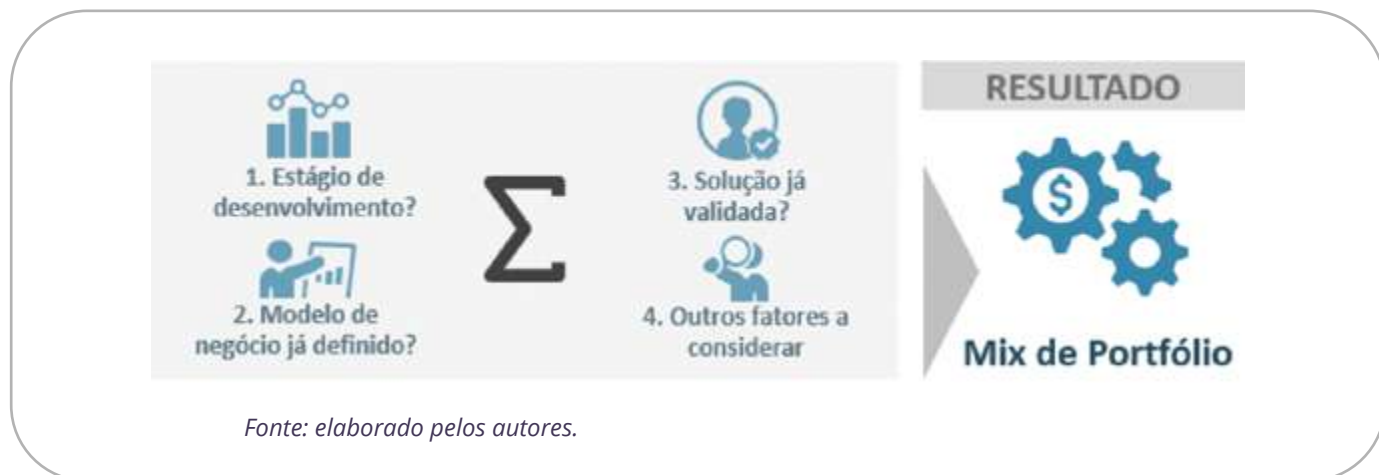 1. Estágio de
desenvolvimento?
2. Modelo de
negócio já definido?
Σ
3. Solução já
validada?
4. Outros fatores a
considerar
RESULTADO
$
Mix de Portfólio
Fonte: elaborado pelos autores.